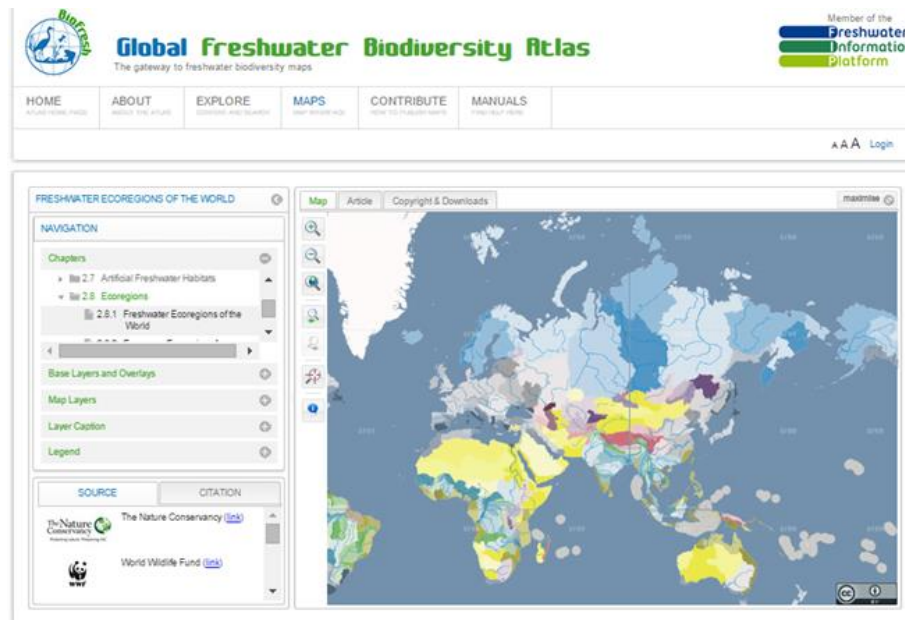 BioFresh
Global Freshwater Biodiversity Atlas
The gateway to freshwater biodiversity maps
Member of the
Freshwater
Information
Platform
HOME
ABOUT
EXPLORE
MAPS
CONTRIBUTE
MANUALS
A A A Login
FRESHWATER ECOREGIONS OF THE WORLD
NAVIGATION
Chapters
2.7 Artificial Freshwater Habitats
2.8 Ecoregions
2.8.1 Freshwater Ecoregions of the
World
Base Layers and Overlays
Map Layers
Layer Caption
Legend
SOURCE
CITATION
The Nature Conservancy
The Nature Conservancy (link)
WWF
World Wildlife Fund (link)
Map
Article
Copyright & Downloads
maximise
cc